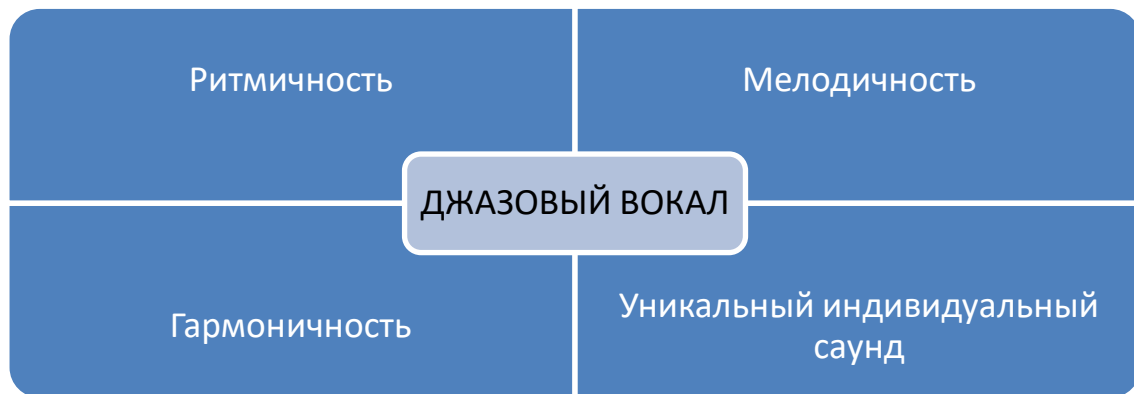 Ритмичность
Мелодичность
ДЖАЗОВЫЙ ВОКАЛ
Гармоничность
Уникальный индивидуальный
саунд